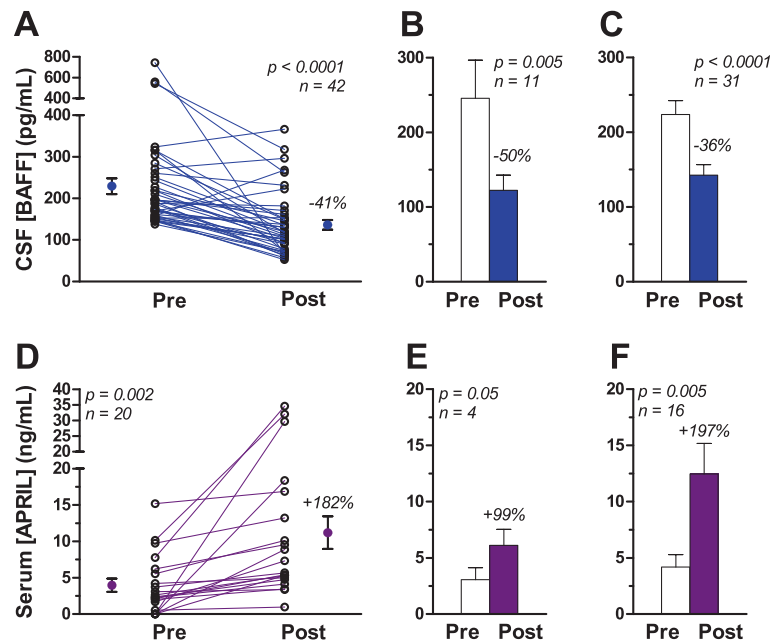 A
CSF [BAFF] (pg/mL)
800
600
400
400
300
200
100
0
p < 0.0001
n = 42
-41%
Pre Post
B
300
200
100
0
p = 0.005
n = 11
-50%
Pre Post
C
300
200
100
0
p < 0.0001
n = 31
-36%
Pre Post
D
Serum [APRIL] (ng/mL)
40
35
30
25
20
20
15
10
5
0
p = 0.002
n = 20
+182%
Pre Post
E
20
15
10
5
0
p = 0.05
n = 4
+99%
Pre Post
F
20
15
10
5
0
p = 0.005
n = 16
+197%
Pre Post